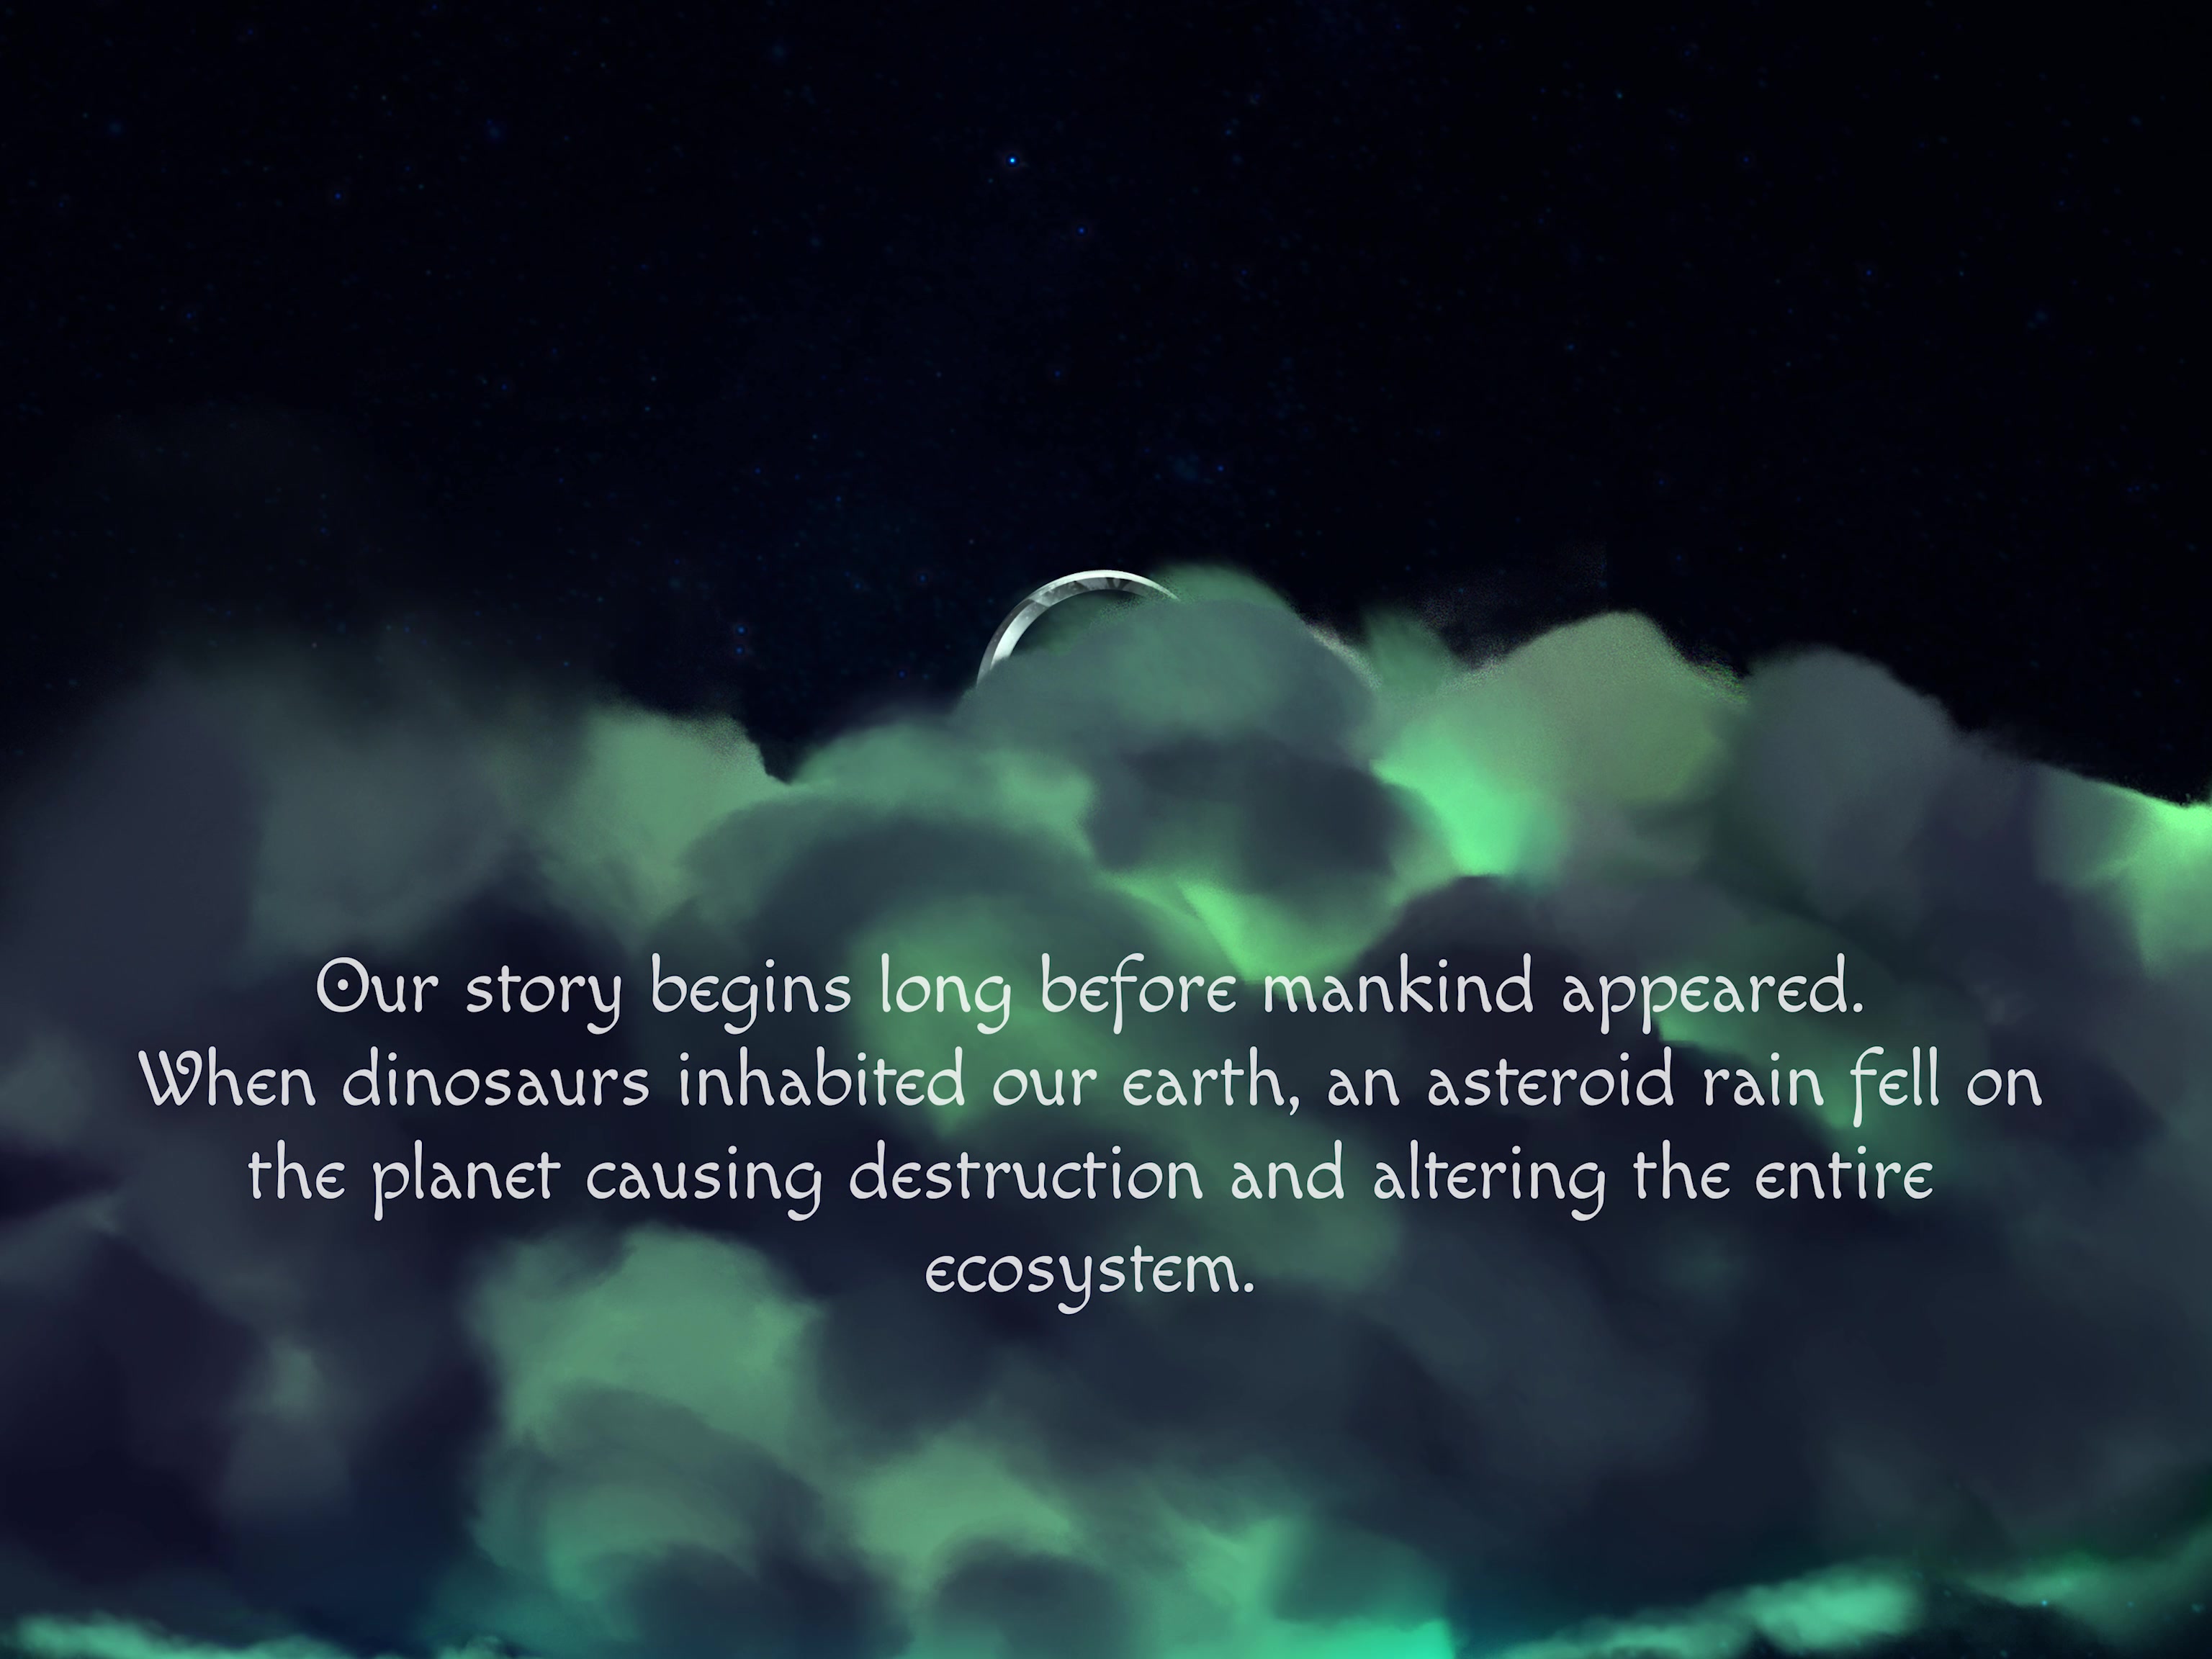 Our story begins long before mankind appeared.
When dinosaurs inhabited our earth, an asteroid rain fell on
the planet causing destruction and altering the entire
ecosystem.